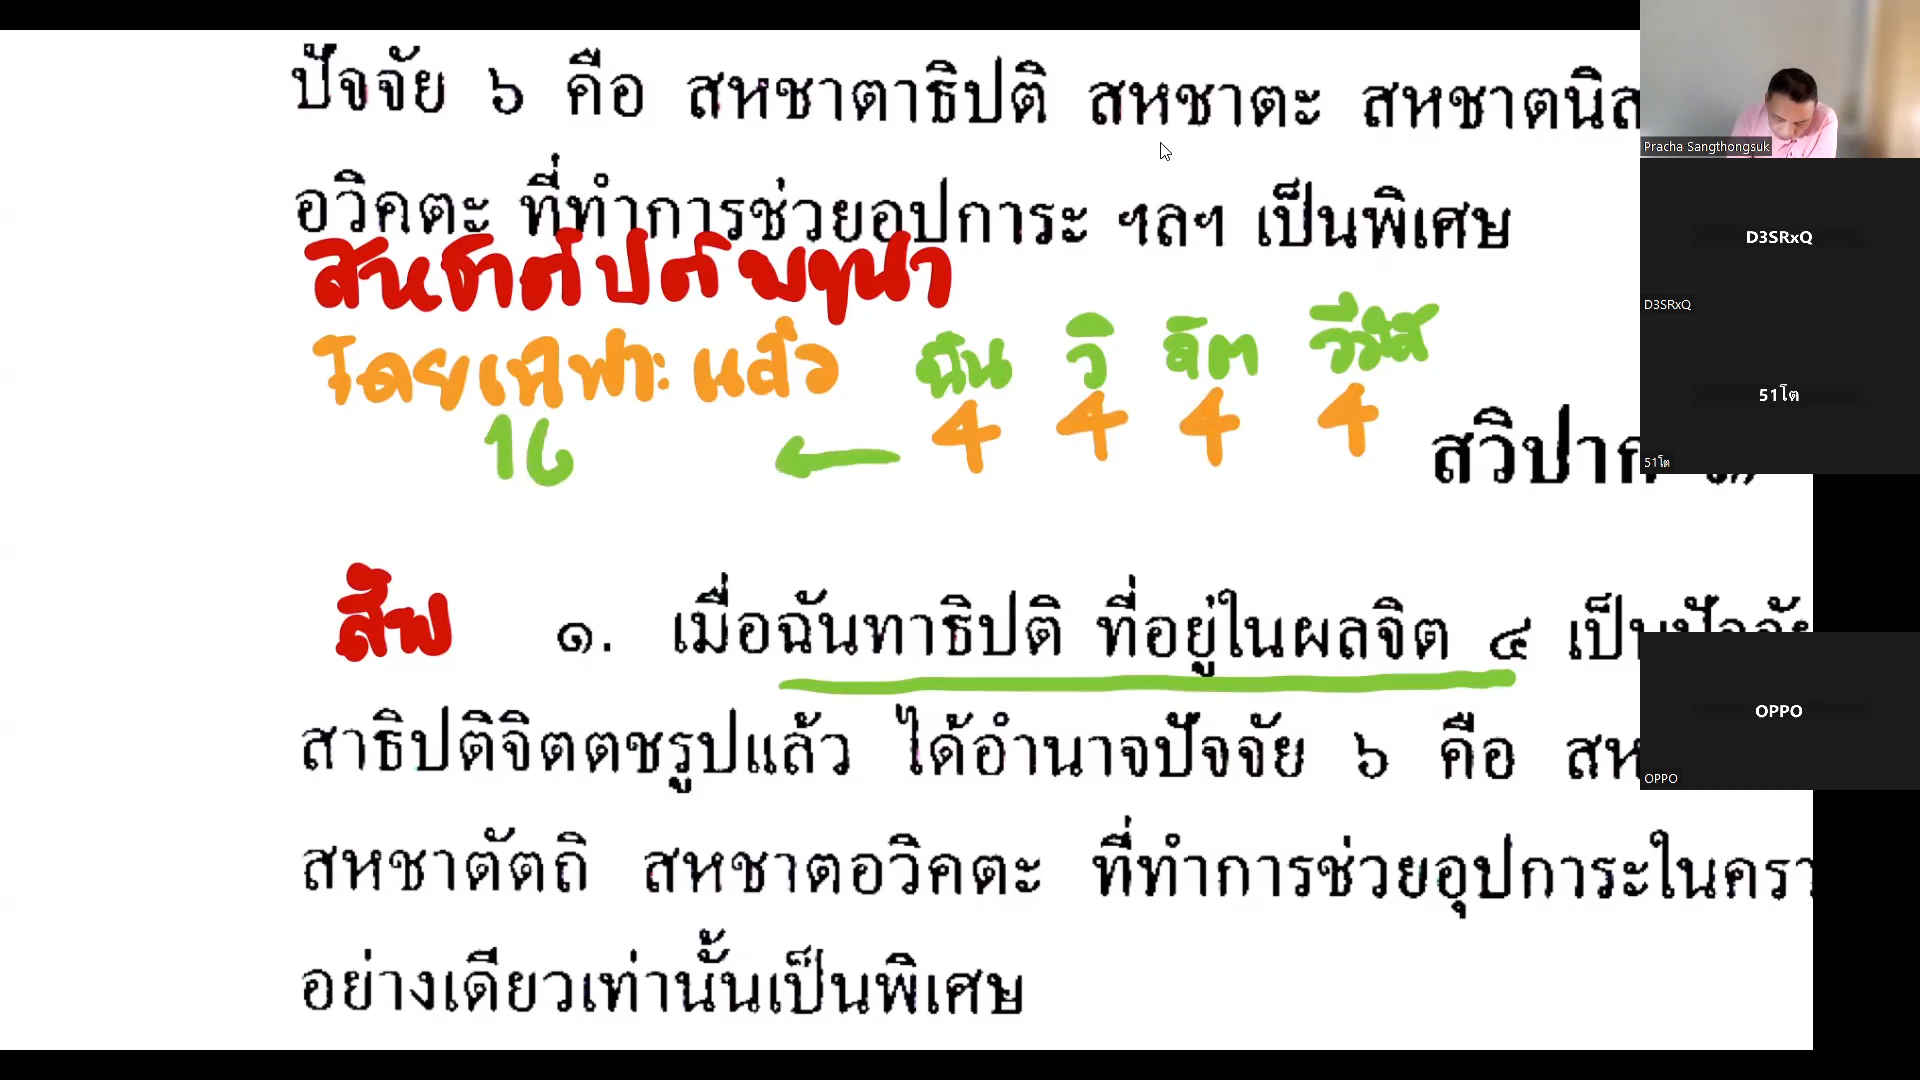 ปัจจัย ๖ คือ สหชาตาธิปติ สหชาตะ สหชาตนิส
อวิคตะ ที่ทำการช่วยอุปการะ ฯลฯ เป็นพิเศษ
โดยเฉพาะ แล้ว
ฉัน วิ จิต วีมัส
16 ← 4 4 4 4
สวิปาก
๑. เมื่อฉันทาธิปติ ที่อยู่ในผลจิต ๔ เป็นปัจจัย
สาธิปติจิตตชรูปแล้ว ได้อำนาจปัจจัย ๖ คือ สห
สหชาตัตถิ สหชาตอวิคตะ ที่ทำการช่วยอุปการะในครา
อย่างเดียวเท่านั้นเป็นพิเศษ
Pracha Sangthongsuk
D3SRxQ
D3SRxQ
51โต
51โต
OPPO
OPPO